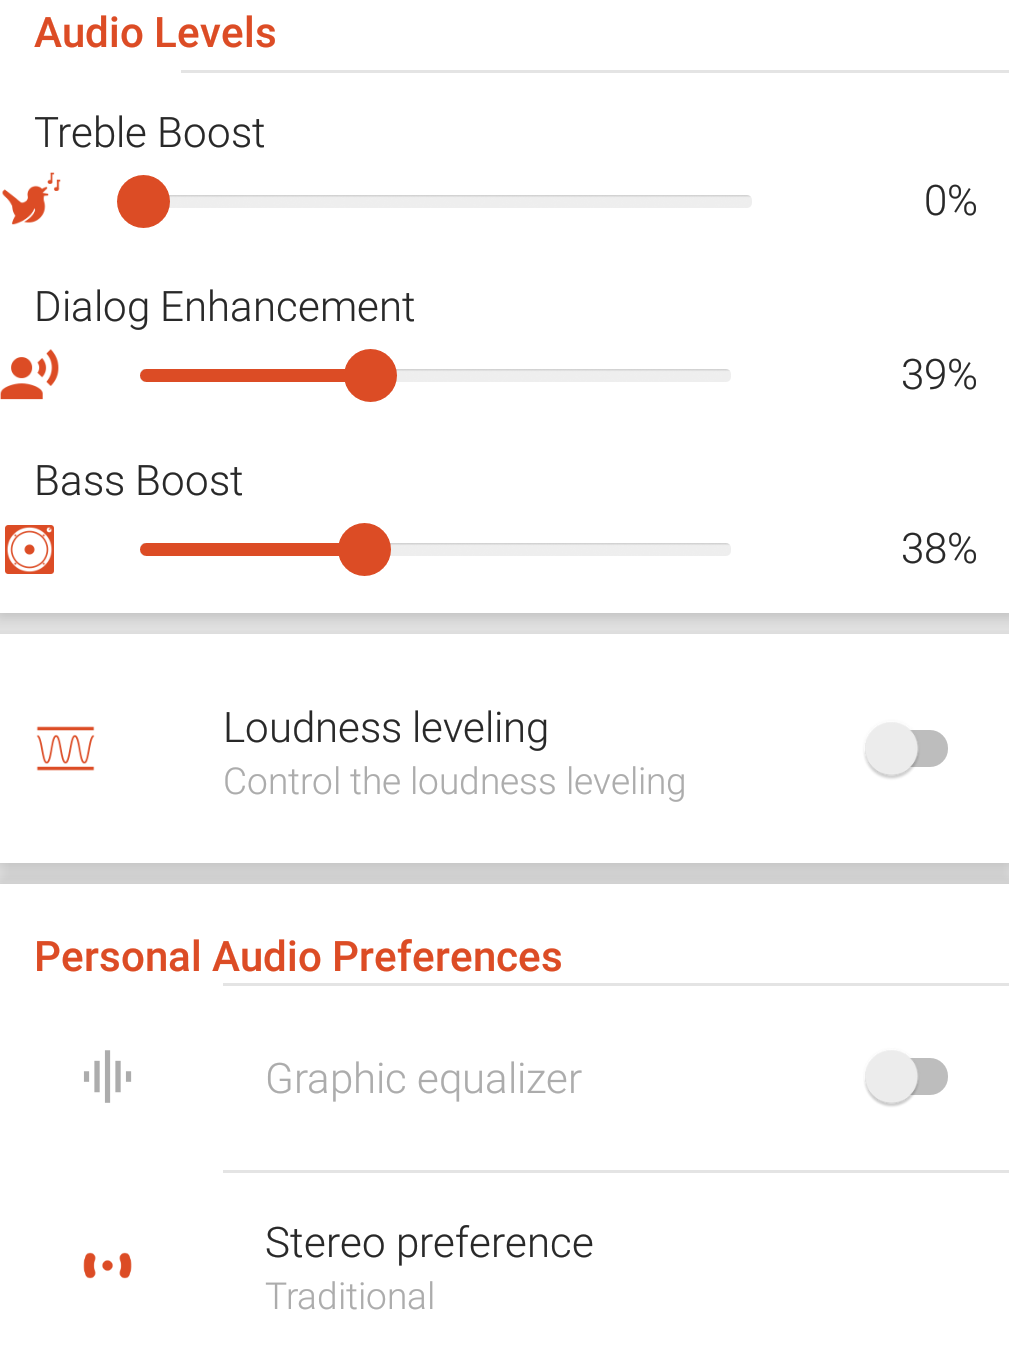 Audio Levels
Treble Boost
0%
Dialog Enhancement
39%
Bass Boost
38%
Loudness leveling
Control the loudness leveling
Personal Audio Preferences
Graphic equalizer
Stereo preference
Traditional